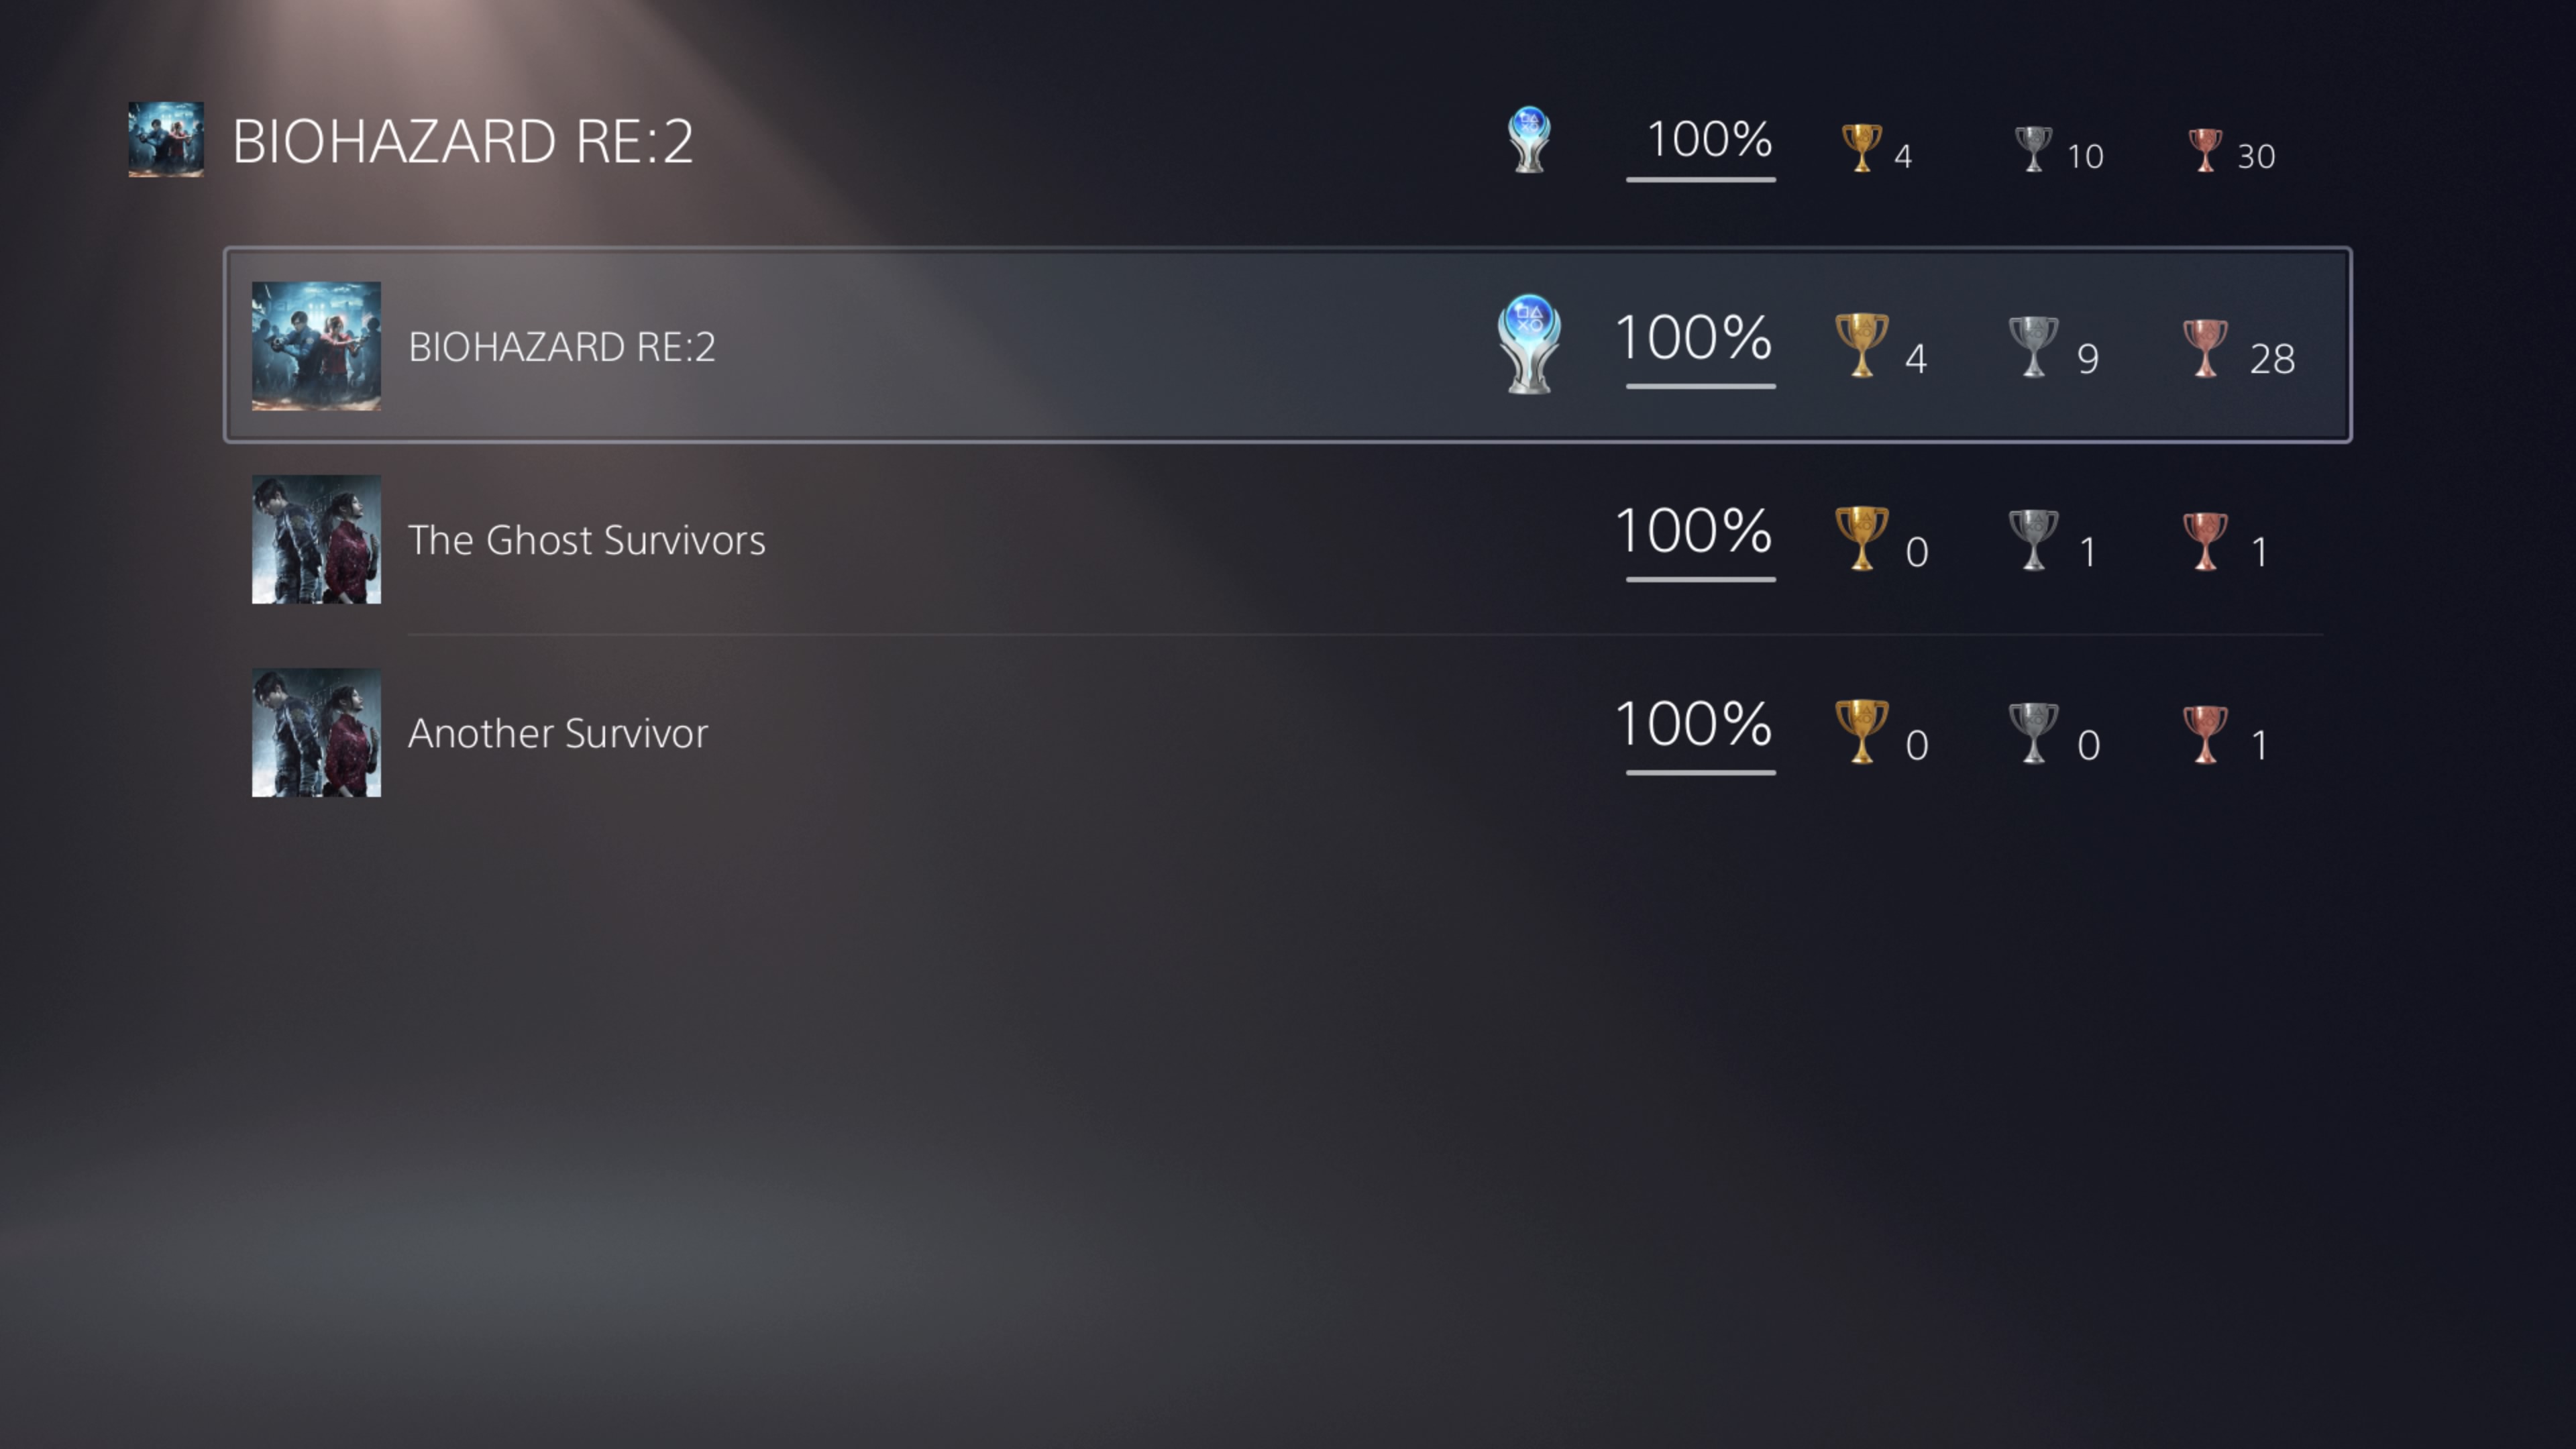 BIOHAZARD RE:2 100% 4 10 30
BIOHAZARD RE:2 100% 4 9 28
The Ghost Survivors 100% 0 1 1
Another Survivor 100% 0 0 1